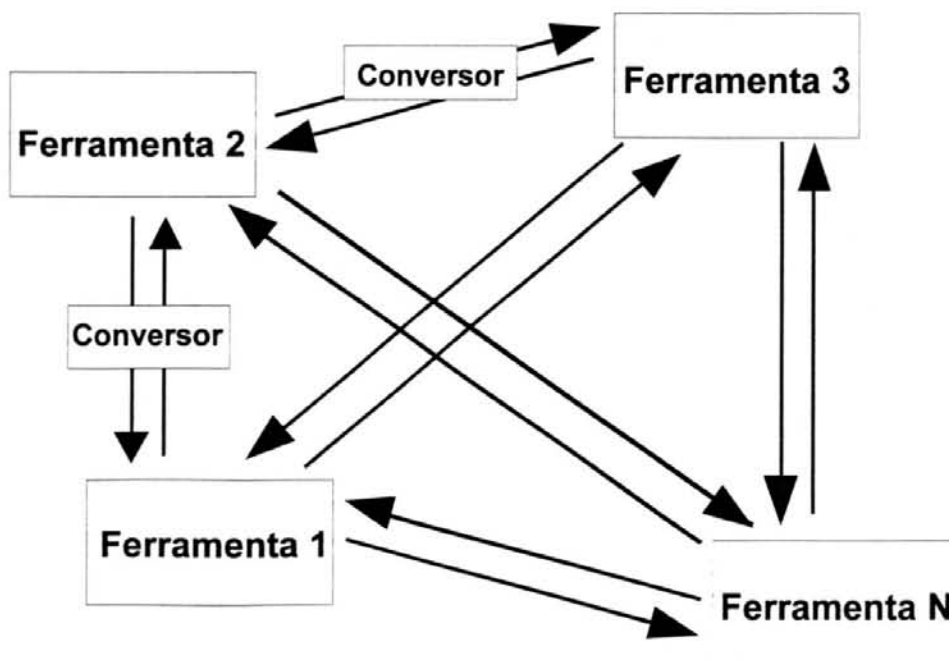 Conversor
Ferramenta 3
Ferramenta 2
Conversor
Ferramenta 1
Ferramenta N